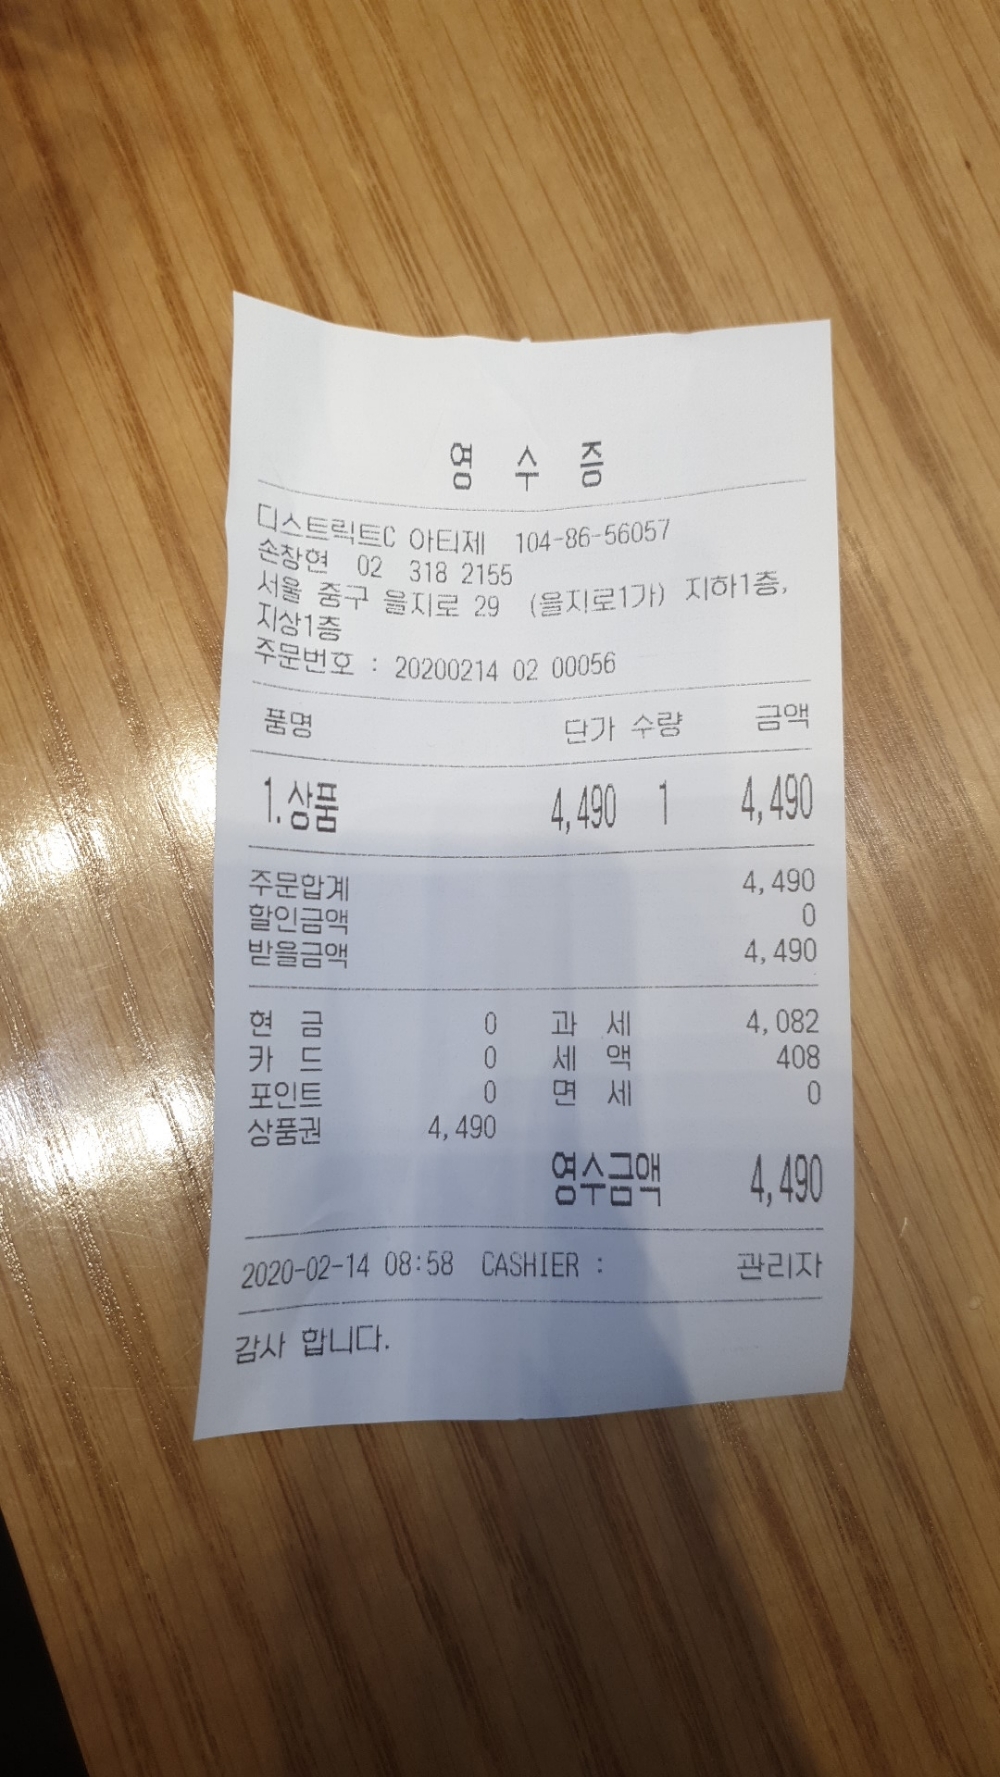 영 수 증
디스트릭트C 아티제 104-86-56057
손창현 02 318 2155
서울 중구 을지로 29 (을지로1가) 지하1층,
지상1층
주문번호 : 20200214 02 00056
품명 단가 수량 금액
1.상품 4,490 1 4,490
주문합계 4,490
할인금액 0
받을금액 4,490
현 금 0 과 세 4,082
카 드 0 세 액 408
포인트 0 면 세 0
상품권 4,490
영수금액 4,490
2020-02-14 08:58 CASHIER : 관리자
감사 합니다.